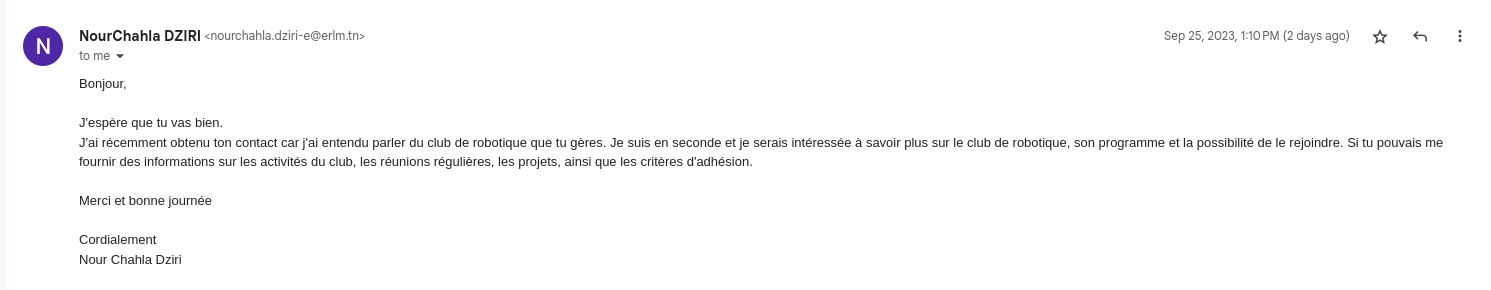 N
NourChahla DZIRI <nourchahla.dziri-e@erlm.tn>
Sep 25, 2023, 1:10 PM (2 days ago)
to me
Bonjour,
J'espère que tu vas bien.
J'ai récemment obtenu ton contact car j'ai entendu parler du club de robotique que tu gères. Je suis en seconde et je serais intéressée à savoir plus sur le club de robotique, son programme et la possibilité de le rejoindre. Si tu pouvais me
fournir des informations sur les activités du club, les réunions régulières, les projets, ainsi que les critères d'adhésion.
Merci et bonne journée
Cordialement
Nour Chahla Dziri